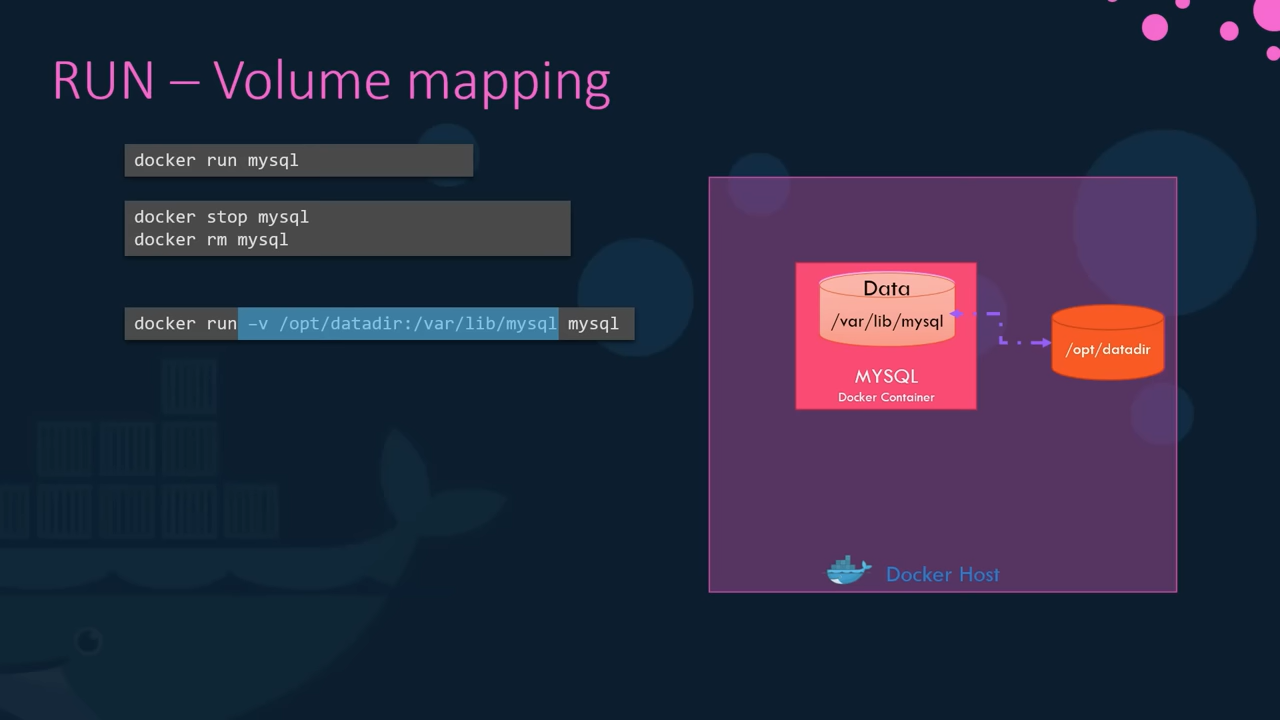 RUN – Volume mapping
docker run mysql
docker stop mysql
docker rm mysql
docker run –v /opt/datadir:/var/lib/mysql mysql
Data
/var/lib/mysql
MYSQL
Docker Container
/opt/datadir
Docker Host